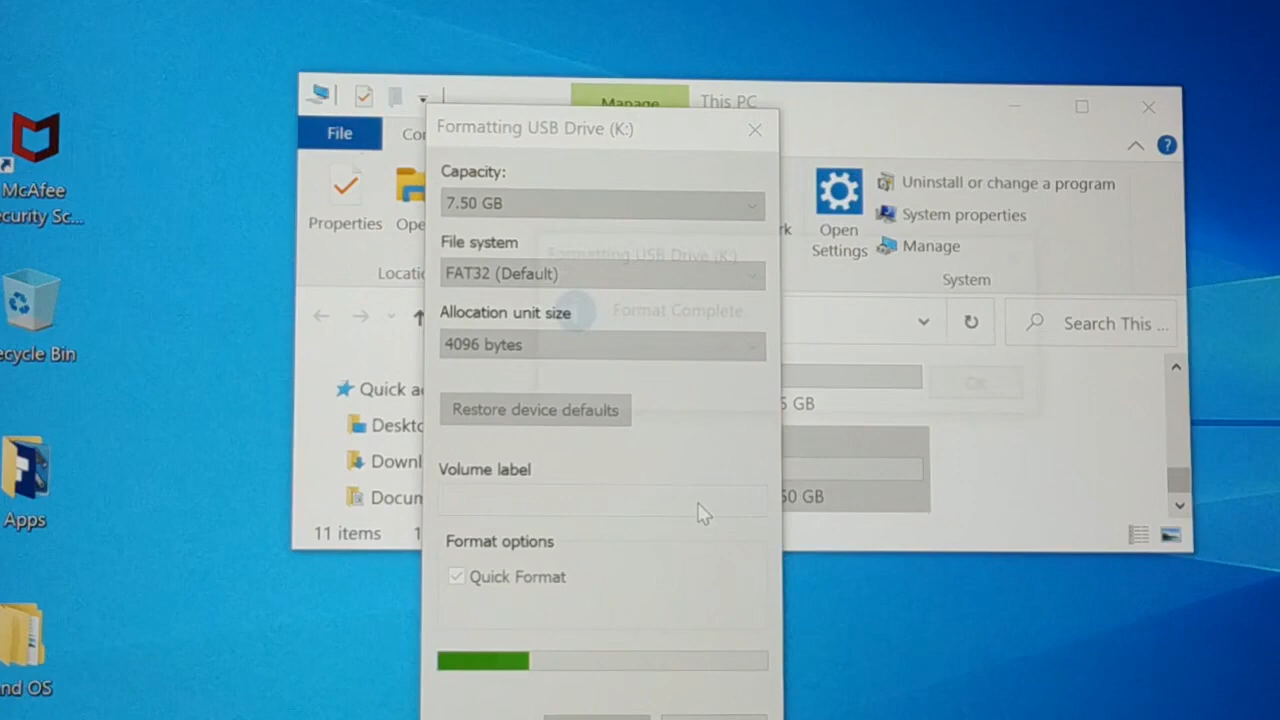 McAfee
ecurity Sc...
ecycle Bin
Apps
nd OS
Manage
This PC
File
Co
Properties
Ope
Locatio
rk
Open
Settings
Uninstall or change a program
System properties
Manage
System
Search This ...
Quick a
Deskto
Downl
Docum
11 items
5 GB
50 GB
Formatting USB Drive (K:)
Capacity:
7.50 GB
File system
FAT32 (Default)
Allocation unit size
4096 bytes
Restore device defaults
Volume label
Format options
Quick Format
Formatting USB Drive (K:)
Format Complete
OK